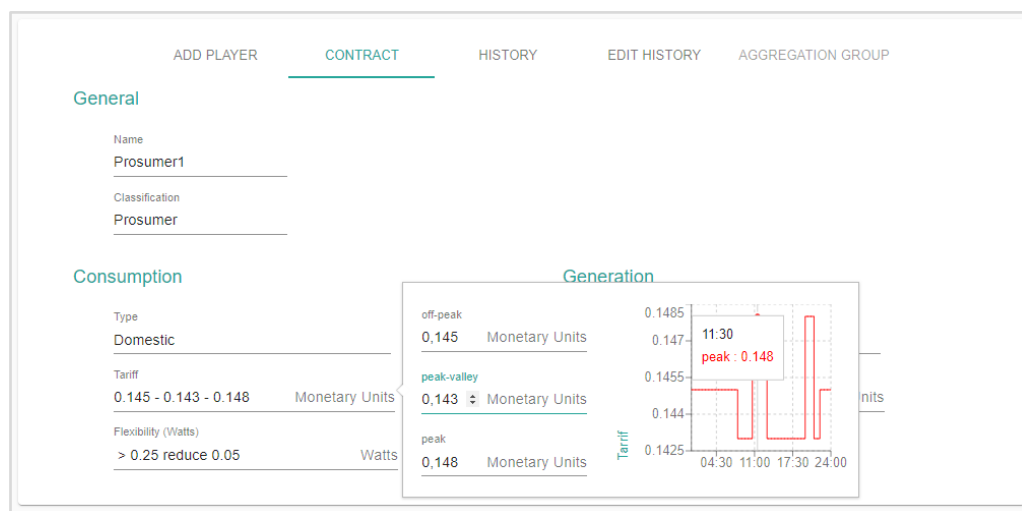 ADD PLAYER CONTRACT HISTORY EDIT HISTORY AGGREGATION GROUP
General
Name
Prosumer1
Classification
Prosumer
Consumption
Generation
Type
Domestic
Tariff
0.145 - 0.143 - 0.148 Monetary Units
Flexibility (Watts)
> 0.25 reduce 0.05 Watts
off-peak
0,145 Monetary Units
peak-valley
0,143 Monetary Units
peak
0,148 Monetary Units
Tarrif
0.1485
0.147
0.1455
0.144
0.1425
11:30
peak : 0.148
04:30 11:00 17:30 24:00
nits